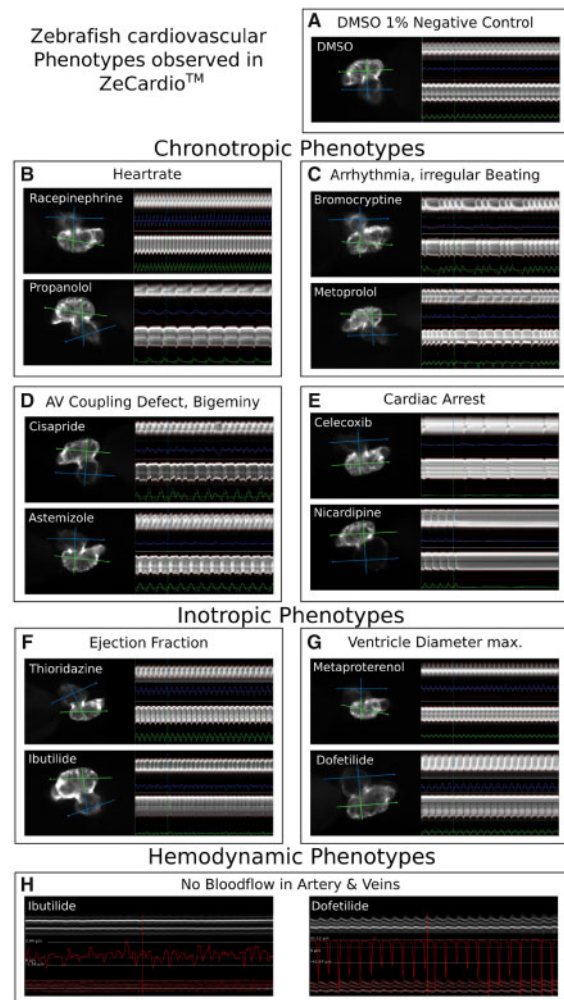 Zebrafish cardiovascular
Phenotypes observed in
ZeCardio™
A DMSO 1% Negative Control
DMSO
Chronotropic Phenotypes
B Heartrate
Racepinephrine
Propanolol
C Arrhythmia, irregular Beating
Bromocryptine
Metoprolol
D AV Coupling Defect, Bigeminy
Cisapride
Astemizole
E Cardiac Arrest
Celecoxib
Nicardipine
Inotropic Phenotypes
F Ejection Fraction
Thioridazine
Ibutilide
G Ventricle Diameter max.
Metaproterenol
Dofetilide
Hemodynamic Phenotypes
H No Bloodflow in Artery & Veins
Ibutilide
Dofetilide